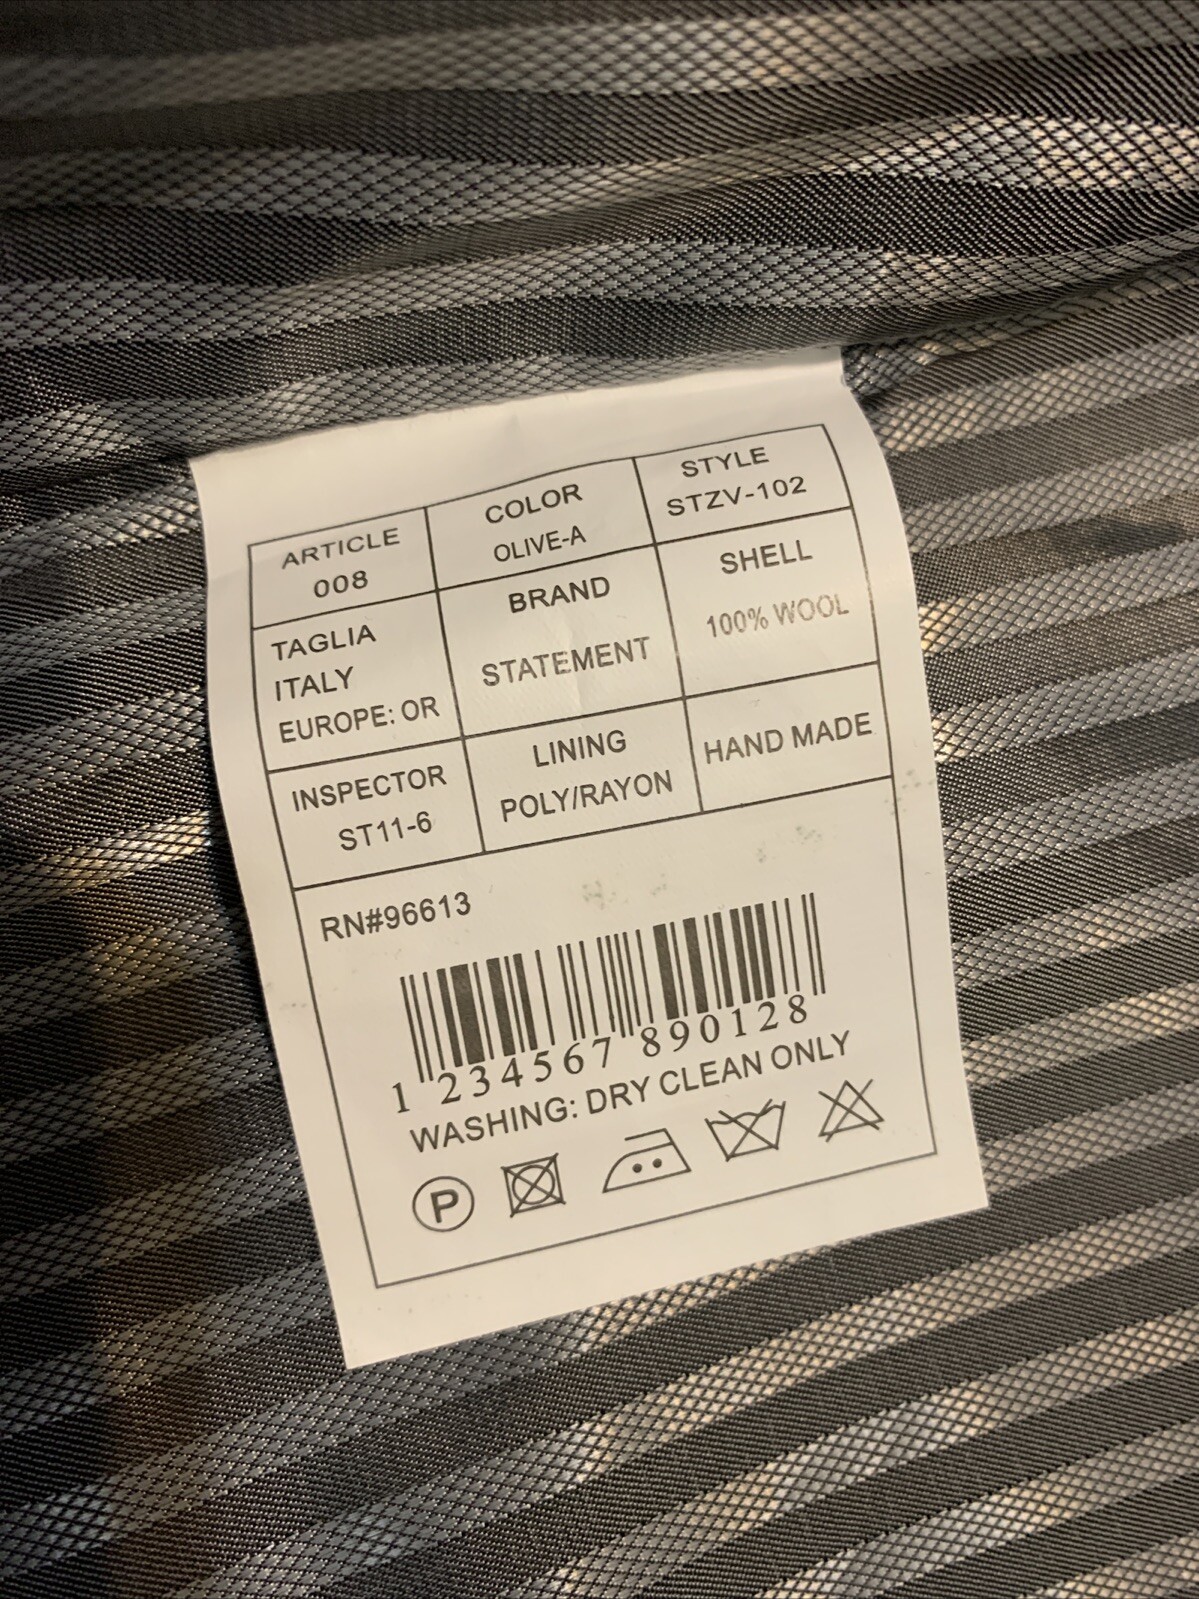 ARTICLE
008
COLOR
OLIVE-A
STYLE
STZV-102
TAGLIA
ITALY
EUROPE: OR
BRAND
STATEMENT
SHELL
100% WOOL
INSPECTOR
ST11-6
LINING
POLY/RAYON
HAND MADE
RN#96613
1 234567 890128
WASHING: DRY CLEAN ONLY
P